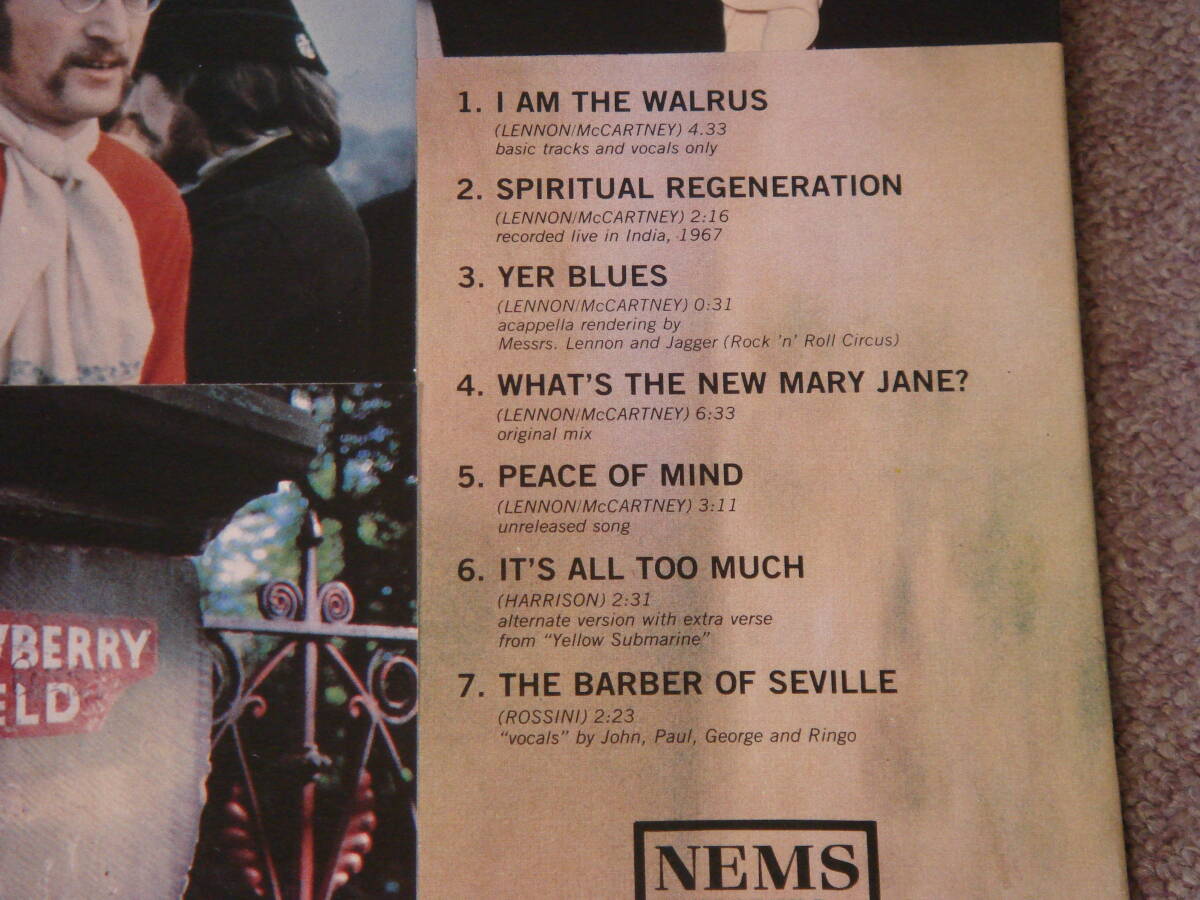 1. I AM THE WALRUS
(LENNON/McCARTNEY) 4.33
basic tracks and vocals only
2. SPIRITUAL REGENERATION
(LENNON/McCARTNEY) 2:16
recorded live in India, 1967
3. YER BLUES
(LENNON/McCARTNEY) 0:31
acappella rendering by
Messrs. Lennon and Jagger (Rock 'n' Roll Circus)
4. WHAT'S THE NEW MARY JANE?
(LENNON/McCARTNEY) 6:33
original mix
5. PEACE OF MIND
(LENNON/McCARTNEY) 3:11
unreleased song
6. IT'S ALL TOO MUCH
(HARRISON) 2:31
alternate version with extra verse
from "Yellow Submarine"
7. THE BARBER OF SEVILLE
(ROSSINI) 2:23
"vocals" by John, Paul, George and Ringo
NEMS
WBERRY
ELD